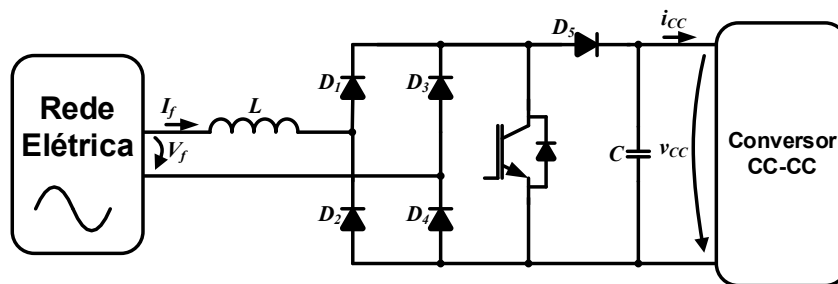 Rede
Elétrica
I_f
L
V_f
D_1
D_3
D_2
D_4
D_5
C
i_CC
v_CC
Conversor
CC-CC